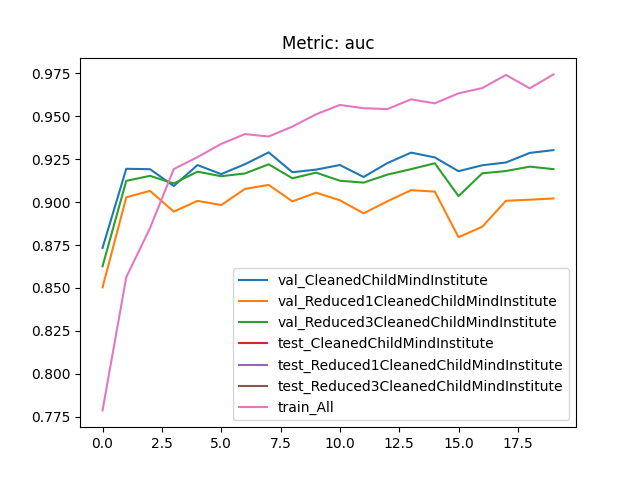 Metric: auc
0.975
0.950
0.925
0.900
0.875
0.850
0.825
0.800
0.775
val_CleanedChildMindInstitute
val_Reduced1CleanedChildMindInstitute
val_Reduced3CleanedChildMindInstitute
test_CleanedChildMindInstitute
test_Reduced1CleanedChildMindInstitute
test_Reduced3CleanedChildMindInstitute
train_All
0.0 2.5 5.0 7.5 10.0 12.5 15.0 17.5